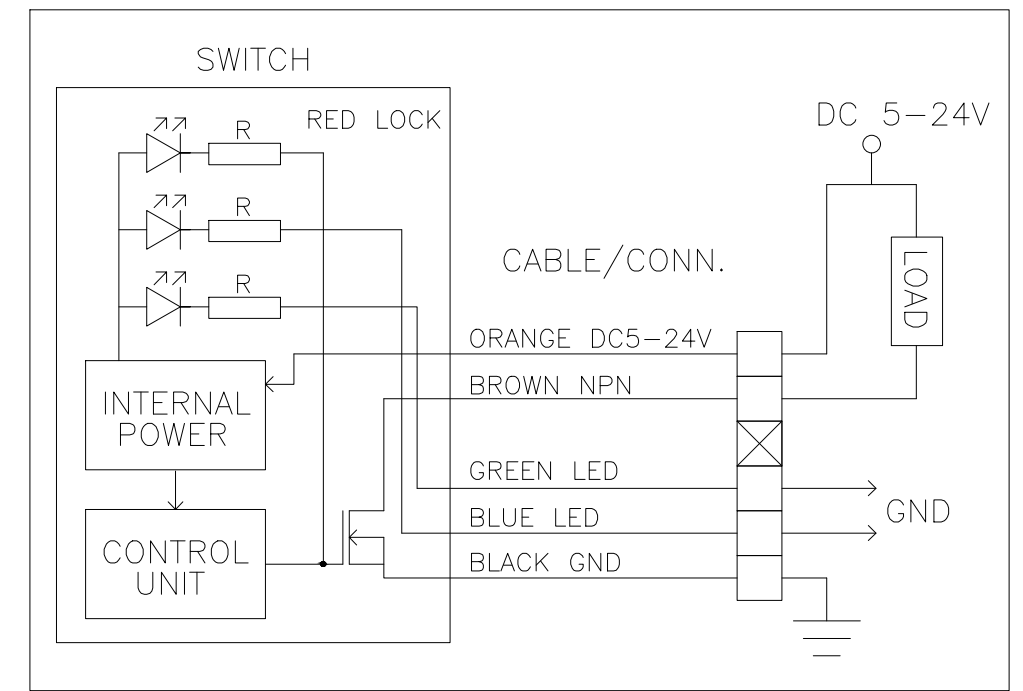 SWITCH
RED LOCK
R
R
R
DC 5-24V
LOAD
CABLE/CONN.
ORANGE DC5-24V
BROWN NPN
GREEN LED
BLUE LED
BLACK GND
GND
INTERNAL
POWER
CONTROL
UNIT